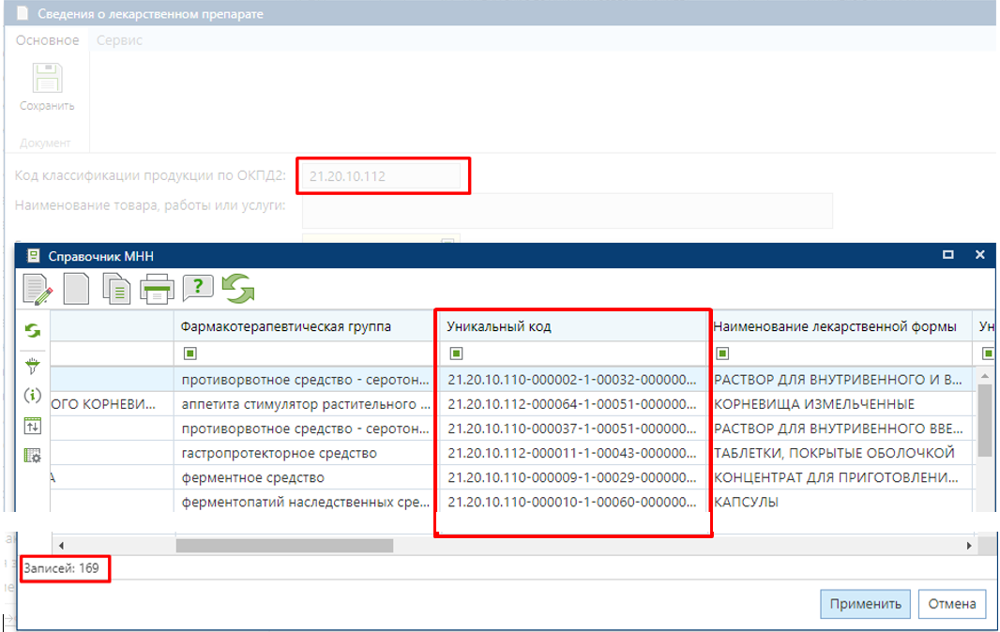 Сведения о лекарственном препарате
Основное Сервис
Сохранить
Документ
Код классификации продукции по ОКПД2: 21.20.10.112
Наименование товара, работы или услуги:
Справочник МНН
Фармакотерапевтическая группа Уникальный код Наименование лекарственной формы Ун
противорвотное средство - серотон... 21.20.10.110-000002-1-00032-000000... РАСТВОР ДЛЯ ВНУТРИВЕННОГО И В...
ОГО КОРНЕВИ... аппетита стимулятор растительного ... 21.20.10.112-000064-1-00051-000000... КОРНЕВИЩА ИЗМЕЛЬЧЕННЫЕ
противорвотное средство - серотон... 21.20.10.110-000037-1-00051-000000... РАСТВОР ДЛЯ ВНУТРИВЕННОГО ВВЕ...
гастропротекторное средство 21.20.10.112-000011-1-00043-000000... ТАБЛЕТКИ, ПОКРЫТЫЕ ОБОЛОЧКОЙ
А ферментное средство 21.20.10.110-000009-1-00029-000000... КОНЦЕНТРАТ ДЛЯ ПРИГОТОВЛЕНИ...
ферментопатий наследственных сре... 21.20.10.110-000010-1-00060-000000... КАПСУЛЫ
Записей: 169
Применить Отмена